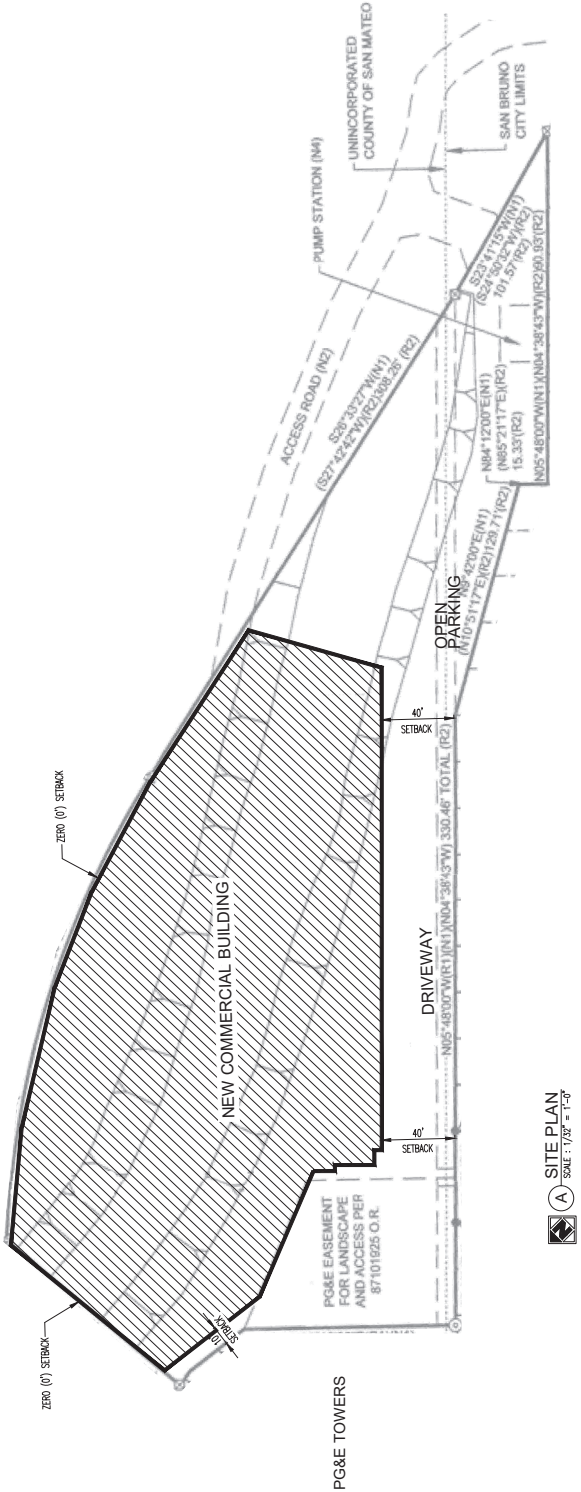 UNINCORPORATED
COUNTY OF SAN MATEO
SAN BRUNO
CITY LIMITS
PUMP STATION (N4)
ACCESS ROAD (N2)
S26°33'27"W(N1)
(S27°42'42"W)(R2)308.26' (R2)
S23°41'15"W(N1)
(S24°50'32"W)(R2)
101.57'(R2)
N84°12'00"E(N1)
(N85°21'17"E)(R2)
15.33'(R2)
N05°48'00"W(N1)(N04°38'43"W)(R2)90.93'(R2)
N9°42'00"E(N1)
(N10°51'17"E)(R2)129.71'(R2)
OPEN
PARKING
40'
SETBACK
ZERO (0') SETBACK
NEW COMMERCIAL BUILDING
DRIVEWAY
N05°48'00"W(R1)(N1)(N04°38'43"W) 330.46' TOTAL (R2)
40'
SETBACK
ZERO (0') SETBACK
PG&E EASEMENT
FOR LANDSCAPE
AND ACCESS PER
87101925 O.R.
10'
SETBACK
PG&E TOWERS
N
A
SITE PLAN
SCALE : 1/32" = 1'-0"